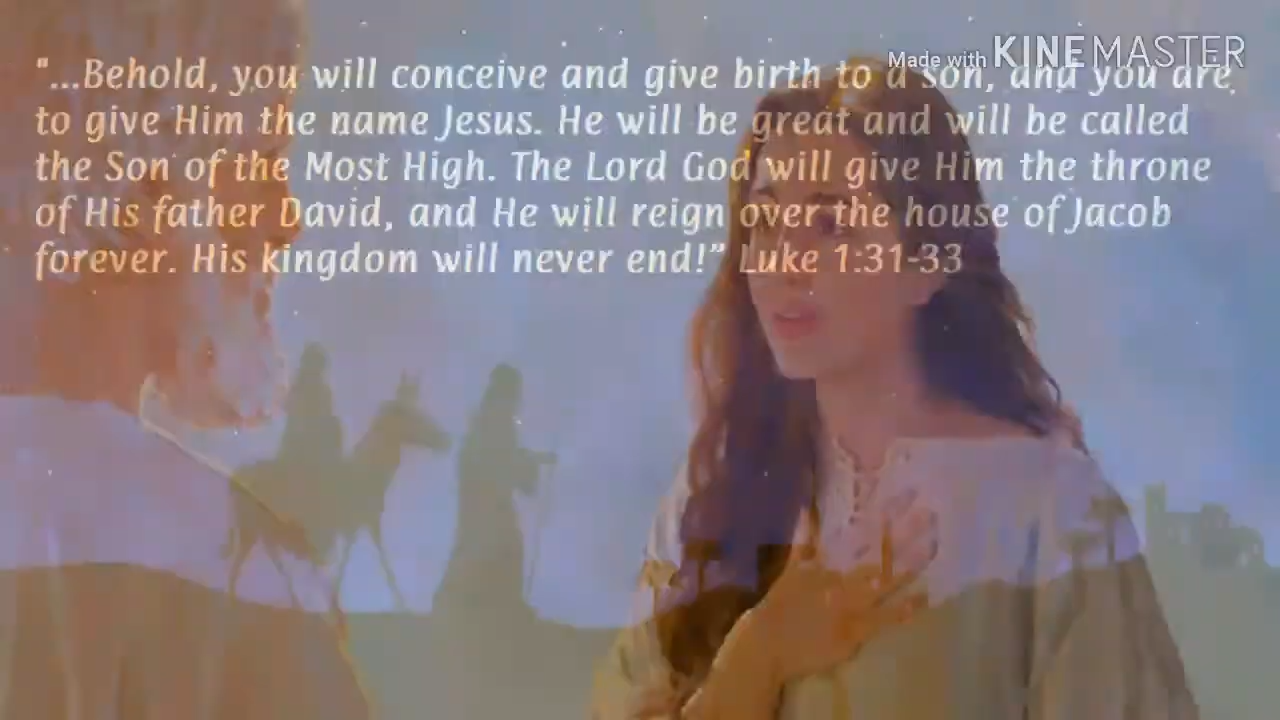 Made with KINEMASTER
"...Behold, you will conceive and give birth to a son, and you are
to give Him the name Jesus. He will be great and will be called
the Son of the Most High. The Lord God will give Him the throne
of His father David, and He will reign over the house of Jacob
forever. His kingdom will never end!” Luke 1:31-33